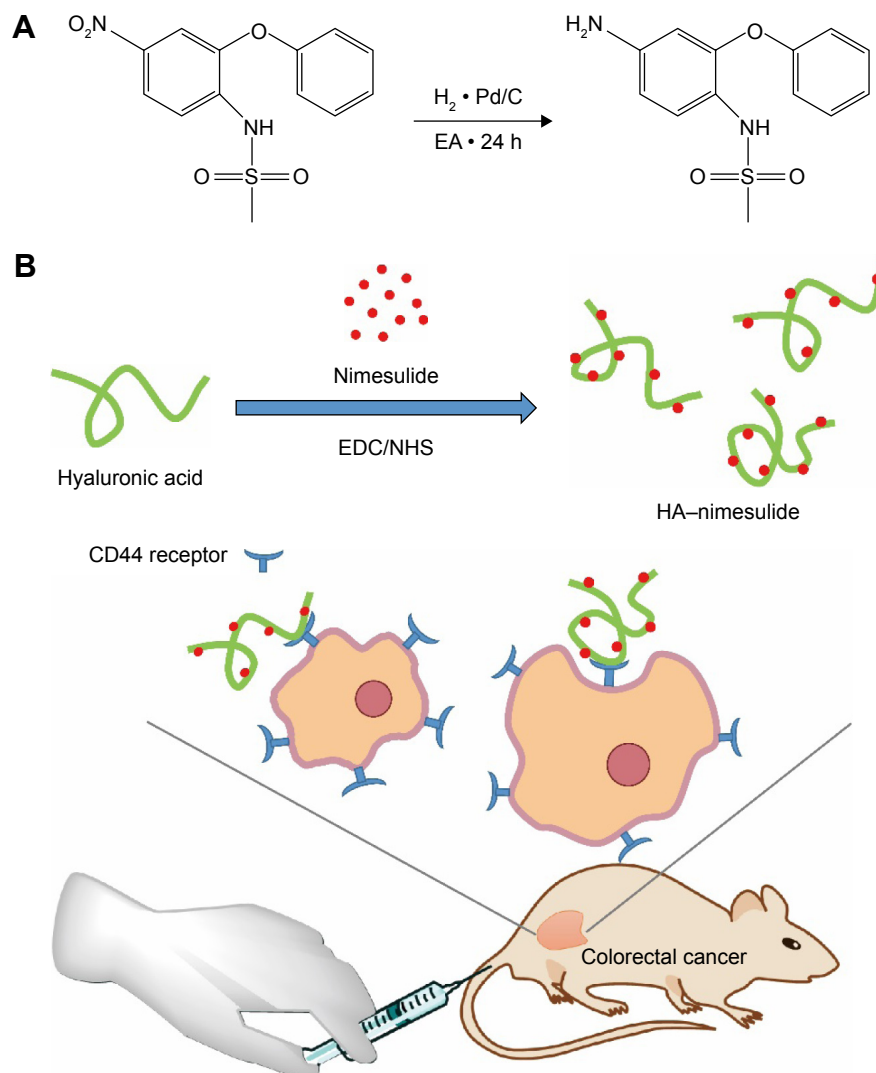 A
O₂N
O
NH
O
S
O
H₂ • Pd/C
EA • 24 h
H₂N
O
NH
O
S
O
B
Nimesulide
EDC/NHS
Hyaluronic acid
HA–nimesulide
CD44 receptor
Colorectal cancer